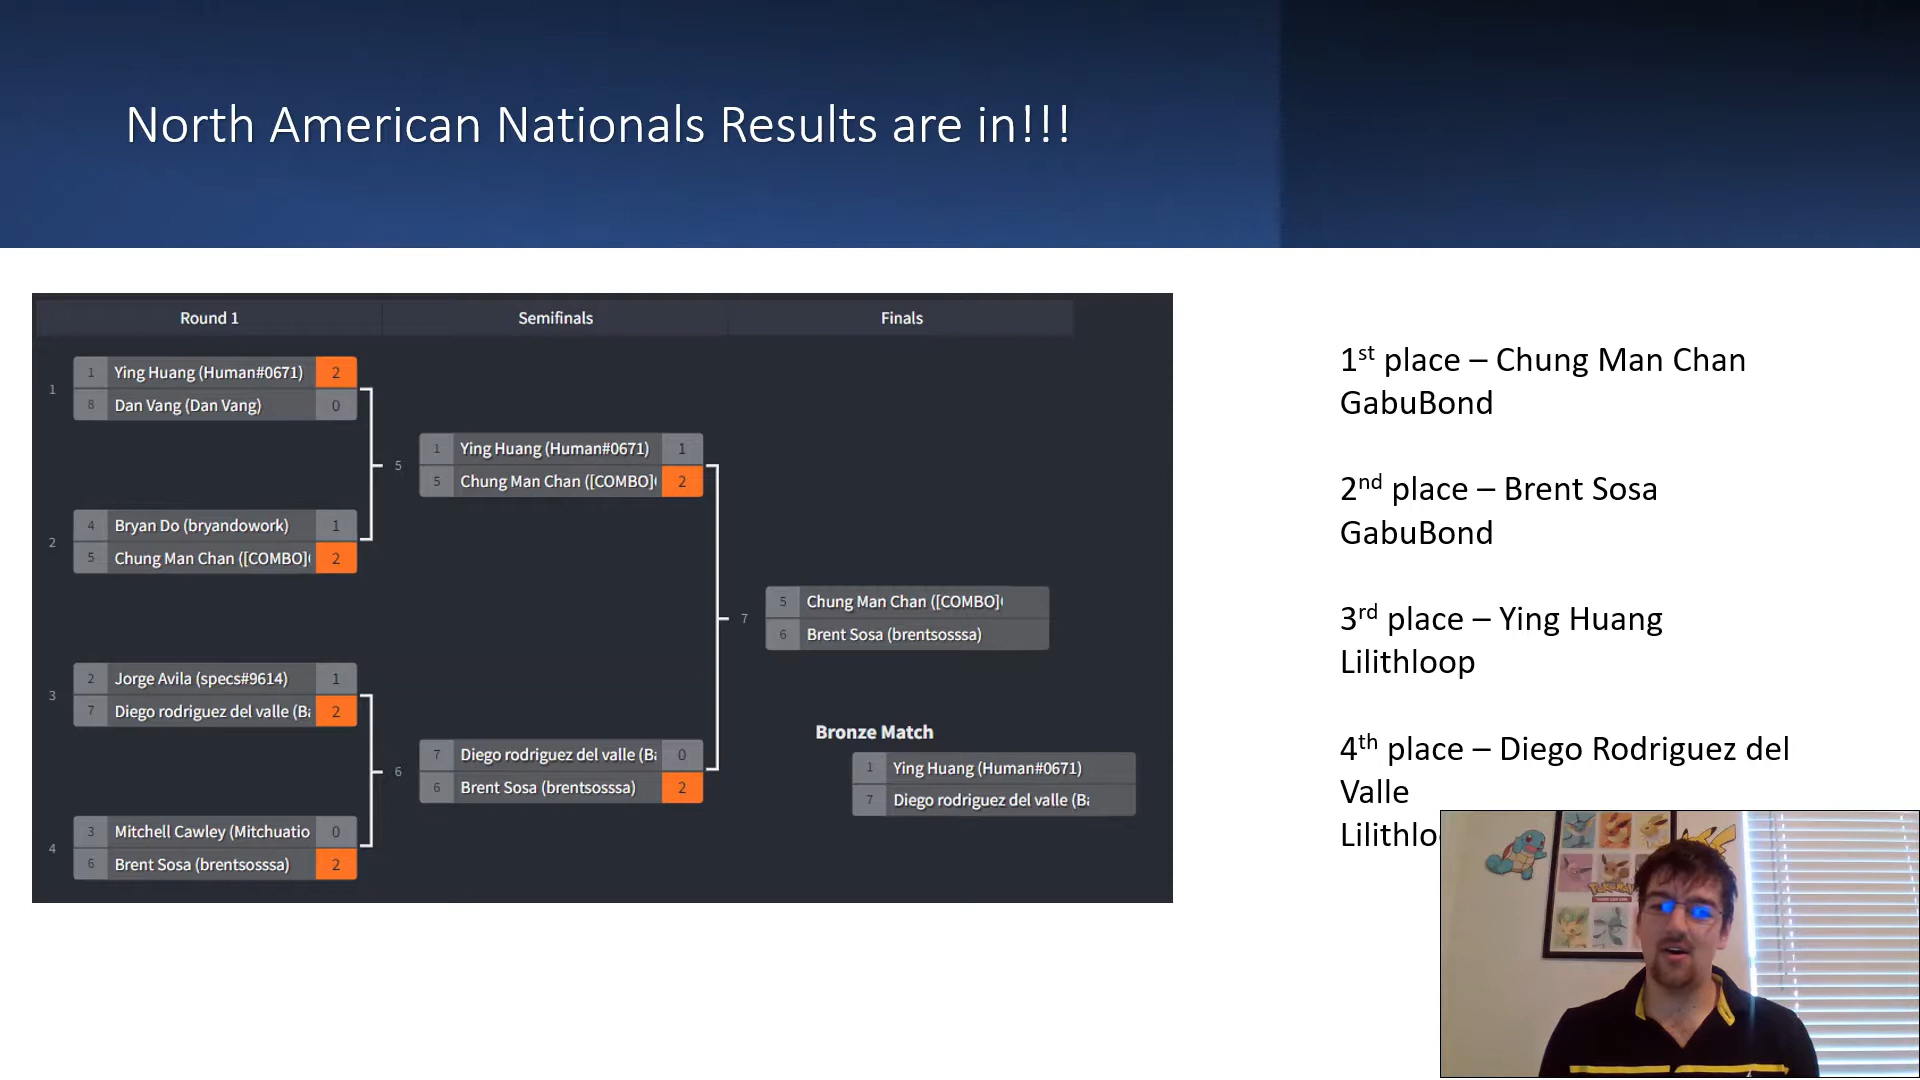 North American Nationals Results are in!!!
Round 1
Semifinals
Finals
1
1 Ying Huang (Human#0671) 2
8 Dan Vang (Dan Vang) 0
2
4 Bryan Do (bryandowork) 1
5 Chung Man Chan ([COMBO] 2
3
2 Jorge Avila (specs#9614) 1
7 Diego rodriguez del valle (Ba 2
4
3 Mitchell Cawley (Mitchuatio 0
6 Brent Sosa (brentsosssa) 2
5
1 Ying Huang (Human#0671) 1
5 Chung Man Chan ([COMBO] 2
6
7 Diego rodriguez del valle (Ba 0
6 Brent Sosa (brentsosssa) 2
7
5 Chung Man Chan ([COMBO]
6 Brent Sosa (brentsosssa)
Bronze Match
1 Ying Huang (Human#0671)
7 Diego rodriguez del valle (Ba
1st place – Chung Man Chan
GabuBond
2nd place – Brent Sosa
GabuBond
3rd place – Ying Huang
Lilithloop
4th place – Diego Rodriguez del
Valle
Lilithlo
POKÉMON